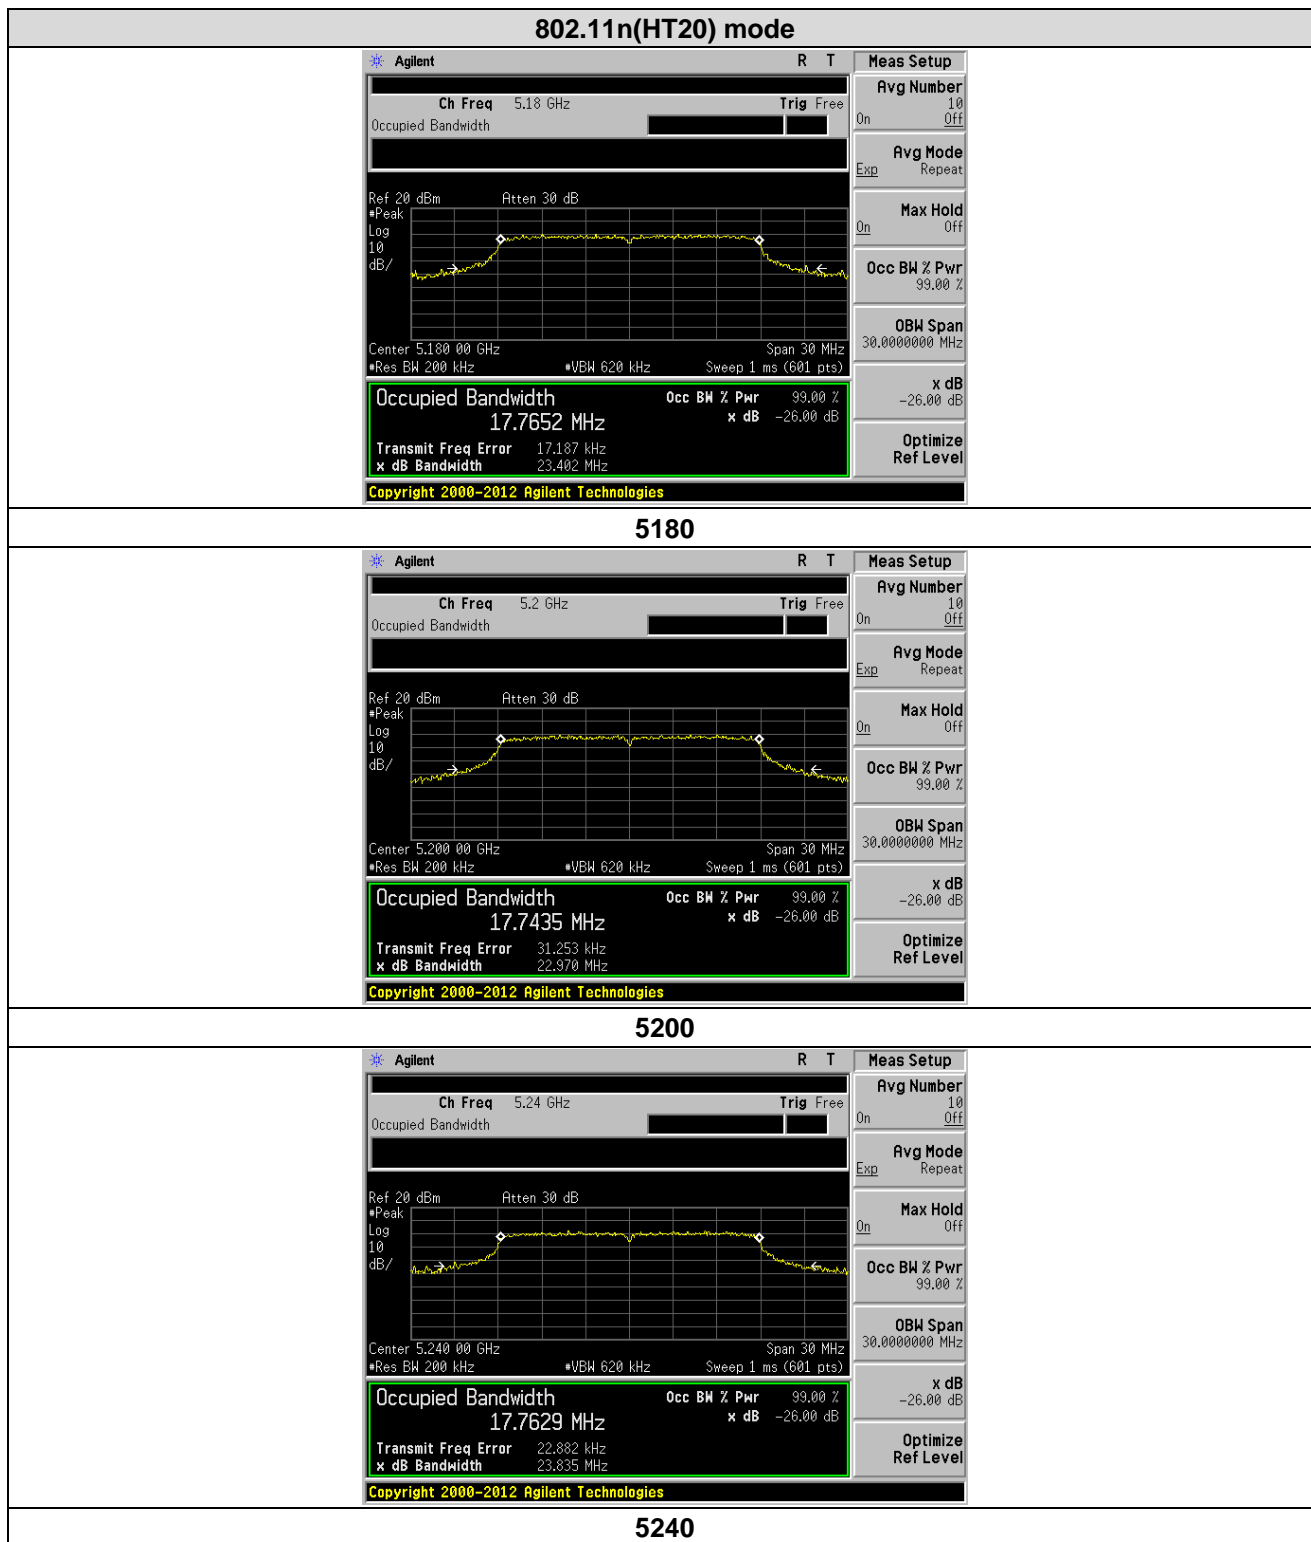 802.11n(HT20) mode
Agilent R T Meas Setup
Ch Freq 5.18 GHz Trig Free
Occupied Bandwidth
Avg Number
10
On Off
Avg Mode
Exp Repeat
Max Hold
On Off
Occ BW % Pwr
99.00 %
OBW Span
30.0000000 MHz
x dB
-26.00 dB
Optimize
Ref Level
Ref 20 dBm Atten 30 dB
#Peak
Log
10
dB/
Center 5.180 00 GHz Span 30 MHz
#Res BW 200 kHz #VBW 620 kHz Sweep 1 ms (601 pts)
Occupied Bandwidth Occ BW % Pwr 99.00 %
17.7652 MHz x dB -26.00 dB
Transmit Freq Error 17.187 kHz
x dB Bandwidth 23.402 MHz
Copyright 2000-2012 Agilent Technologies
5180
Agilent R T Meas Setup
Ch Freq 5.2 GHz Trig Free
Occupied Bandwidth
Avg Number
10
On Off
Avg Mode
Exp Repeat
Max Hold
On Off
Occ BW % Pwr
99.00 %
OBW Span
30.0000000 MHz
x dB
-26.00 dB
Optimize
Ref Level
Ref 20 dBm Atten 30 dB
#Peak
Log
10
dB/
Center 5.200 00 GHz Span 30 MHz
#Res BW 200 kHz #VBW 620 kHz Sweep 1 ms (601 pts)
Occupied Bandwidth Occ BW % Pwr 99.00 %
17.7435 MHz x dB -26.00 dB
Transmit Freq Error 31.253 kHz
x dB Bandwidth 22.970 MHz
Copyright 2000-2012 Agilent Technologies
5200
Agilent R T Meas Setup
Ch Freq 5.24 GHz Trig Free
Occupied Bandwidth
Avg Number
10
On Off
Avg Mode
Exp Repeat
Max Hold
On Off
Occ BW % Pwr
99.00 %
OBW Span
30.0000000 MHz
x dB
-26.00 dB
Optimize
Ref Level
Ref 20 dBm Atten 30 dB
#Peak
Log
10
dB/
Center 5.240 00 GHz Span 30 MHz
#Res BW 200 kHz #VBW 620 kHz Sweep 1 ms (601 pts)
Occupied Bandwidth Occ BW % Pwr 99.00 %
17.7629 MHz x dB -26.00 dB
Transmit Freq Error 22.882 kHz
x dB Bandwidth 23.835 MHz
Copyright 2000-2012 Agilent Technologies
5240